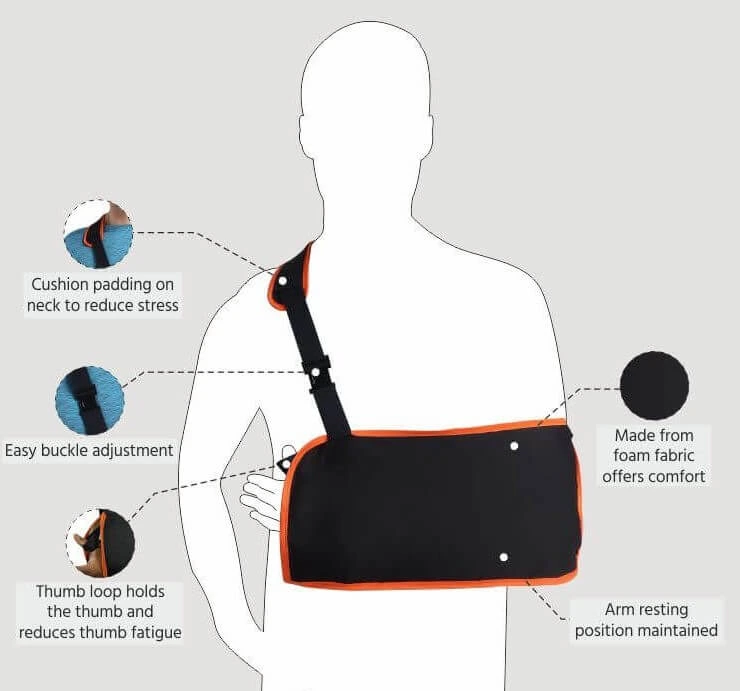 Cushion padding on
neck to reduce stress
Easy buckle adjustment
Thumb loop holds
the thumb and
reduces thumb fatigue
Made from
foam fabric
offers comfort
Arm resting
position maintained